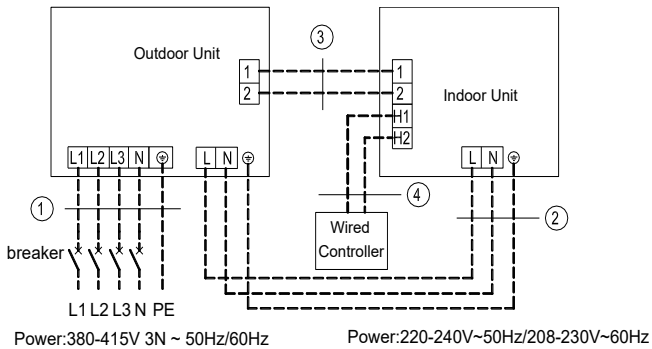 Outdoor Unit
1
2
3
1
2
H1
H2
Indoor Unit
L1 L2 L3 N
L N
L N
4
1
2
Wired
Controller
breaker
L1 L2 L3 N PE
Power:380-415V 3N ~ 50Hz/60Hz
Power:220-240V~50Hz/208-230V~60Hz